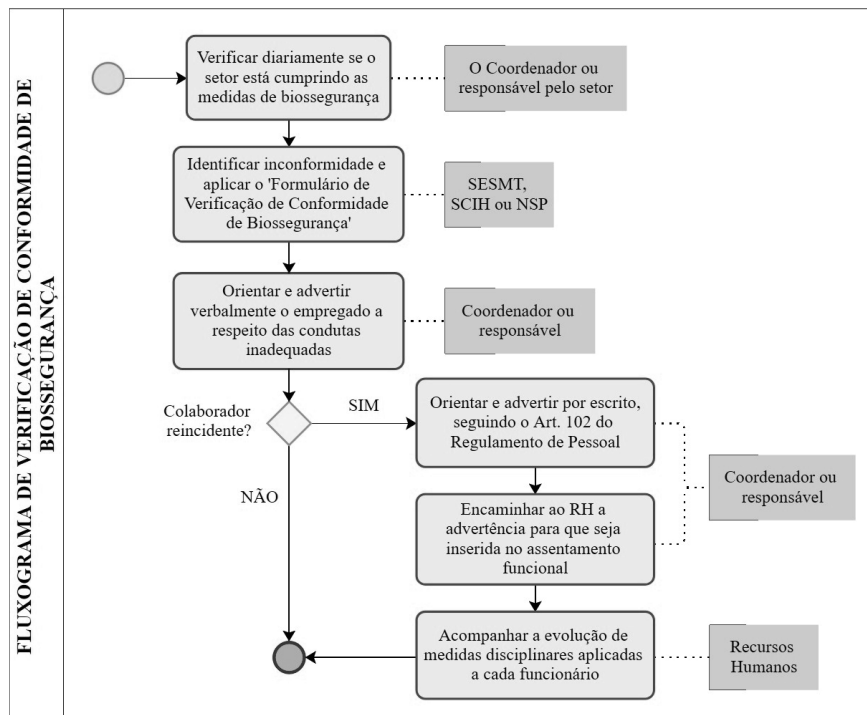 FLUXOGRAMA DE VERIFICAÇÃO DE CONFORMIDADE DE
BIOSSEGURANÇA
Verificar diariamente se o
setor está cumprindo as
medidas de biossegurança
O Coordenador ou
responsável pelo setor
Identificar inconformidade e
aplicar o 'Formulário de
Verificação de Conformidade
de Biossegurança'
SESMT,
SCIH ou NSP
Orientar e advertir
verbalmente o empregado a
respeito das condutas
inadequadas
Coordenador ou
responsável
Colaborador
reincidente?
SIM
NÃO
Orientar e advertir por escrito,
seguindo o Art. 102 do
Regulamento de Pessoal
Encaminhar ao RH a
advertência para que seja
inserida no assentamento
funcional
Coordenador ou
responsável
Acompanhar a evolução de
medidas disciplinares aplicadas
a cada funcionário
Recursos
Humanos